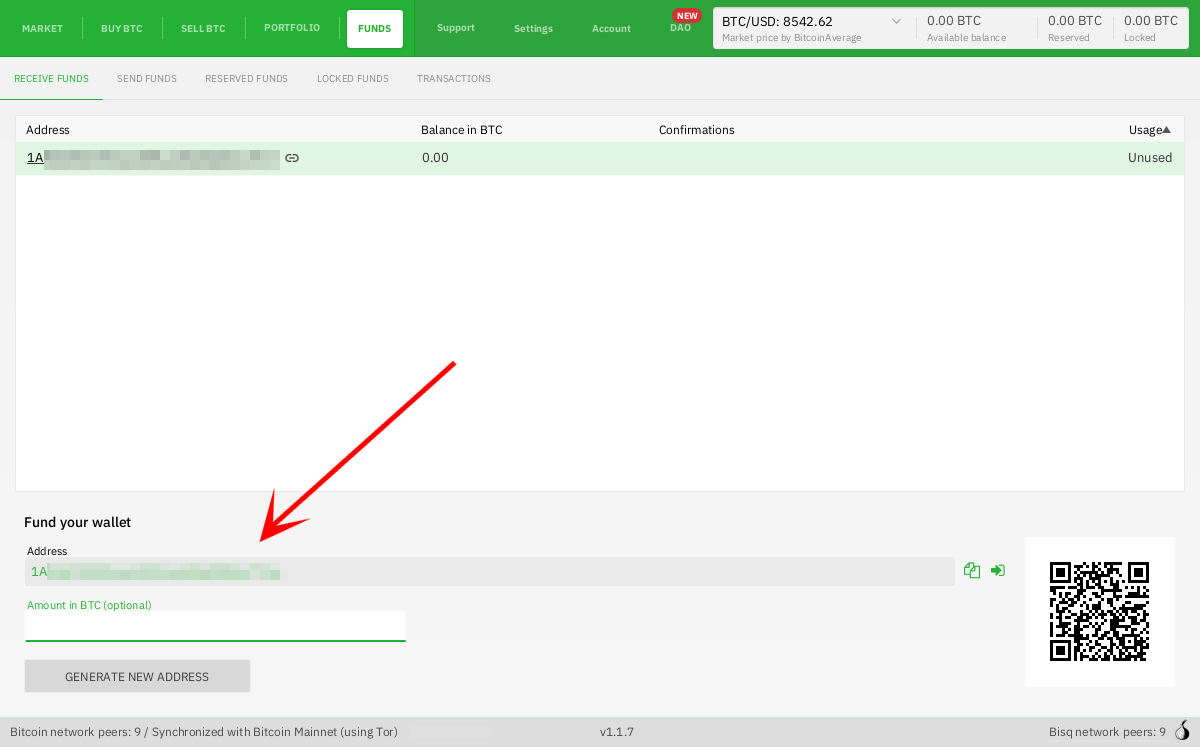 MARKET BUY BTC SELL BTC PORTFOLIO FUNDS Support Settings Account DAO NEW BTC/USD: 8542.62 0.00 BTC 0.00 BTC 0.00 BTC
Market price by BitcoinAverage Available balance Reserved Locked
RECEIVE FUNDS SEND FUNDS RESERVED FUNDS LOCKED FUNDS TRANSACTIONS
Address Balance in BTC Confirmations Usage
1A 0.00 Unused
Fund your wallet
Address
1A
Amount in BTC (optional)
GENERATE NEW ADDRESS
Bitcoin network peers: 9 / Synchronized with Bitcoin Mainnet (using Tor) v1.1.7 Bisq network peers: 9